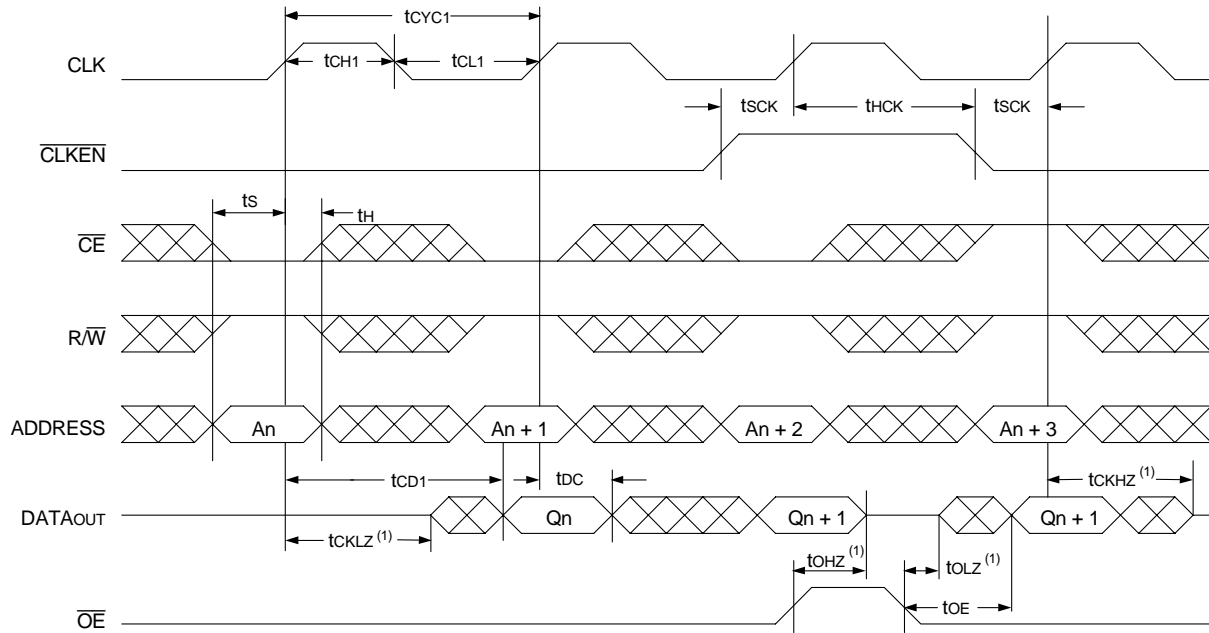 tCYC1
CLK
tCH1
tCL1
tSCK
tHCK
tSCK
CLKEN
tS
tH
CE
R/W
ADDRESS
An
An + 1
An + 2
An + 3
tCD1
tDC
tCKHZ (1)
DATAOUT
Qn
Qn + 1
Qn + 1
tCKLZ (1)
tOHZ (1)
tOLZ (1)
tOE
OE